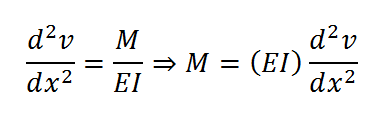 d²v/dx² = M/EI ⇒ M = (EI) d²v/dx²